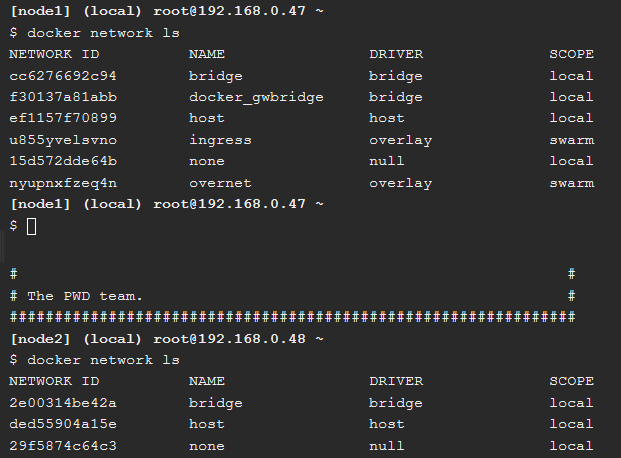 [node1] (local) root@192.168.0.47 ~
$ docker network ls
NETWORK ID          NAME                DRIVER              SCOPE
cc6276692c94        bridge              bridge              local
f30137a81abb        docker_gwbridge     bridge              local
ef1157f70899        host                host                local
u855yvelsvno        ingress             overlay             swarm
15d572dde64b        none                null                local
nyupnxfzeq4n        overnet             overlay             swarm
[node1] (local) root@192.168.0.47 ~
$
#                                                             #
# The PWD team.                                               #
###############################################################
[node2] (local) root@192.168.0.48 ~
$ docker network ls
NETWORK ID          NAME                DRIVER              SCOPE
2e00314be42a        bridge              bridge              local
ded55904a15e        host                host                local
29f5874c64c3        none                null                local